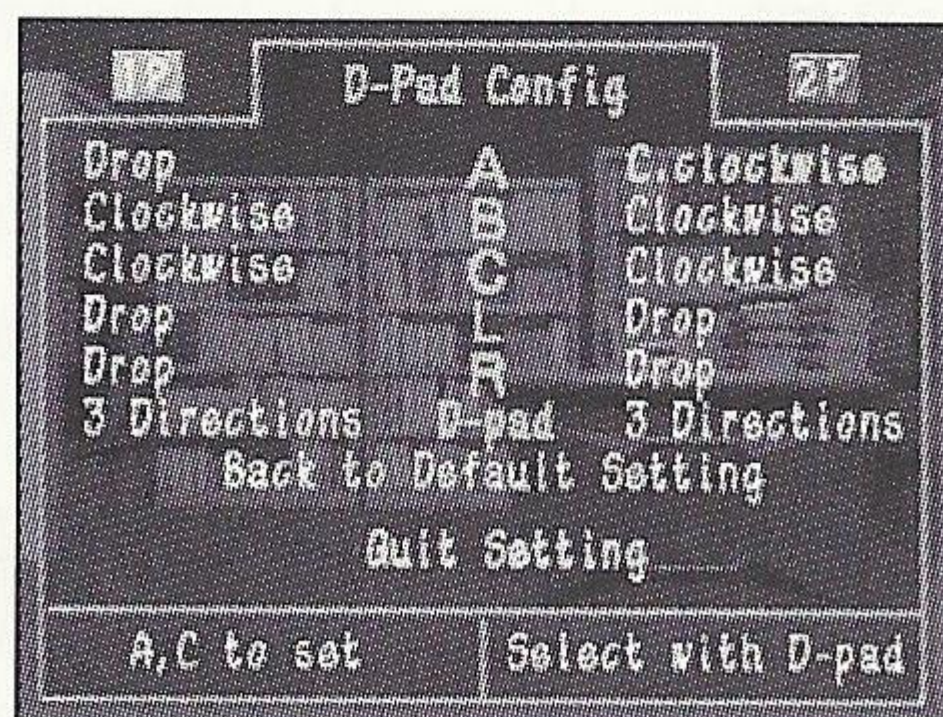 1P D-Pad Config 2P
Drop A C.clockwise
Clockwise B Clockwise
Clockwise C Clockwise
Drop L Drop
Drop R Drop
3 Directions D-pad 3 Directions
Back to Default Setting
Quit Setting
A,C to set Select with D-pad